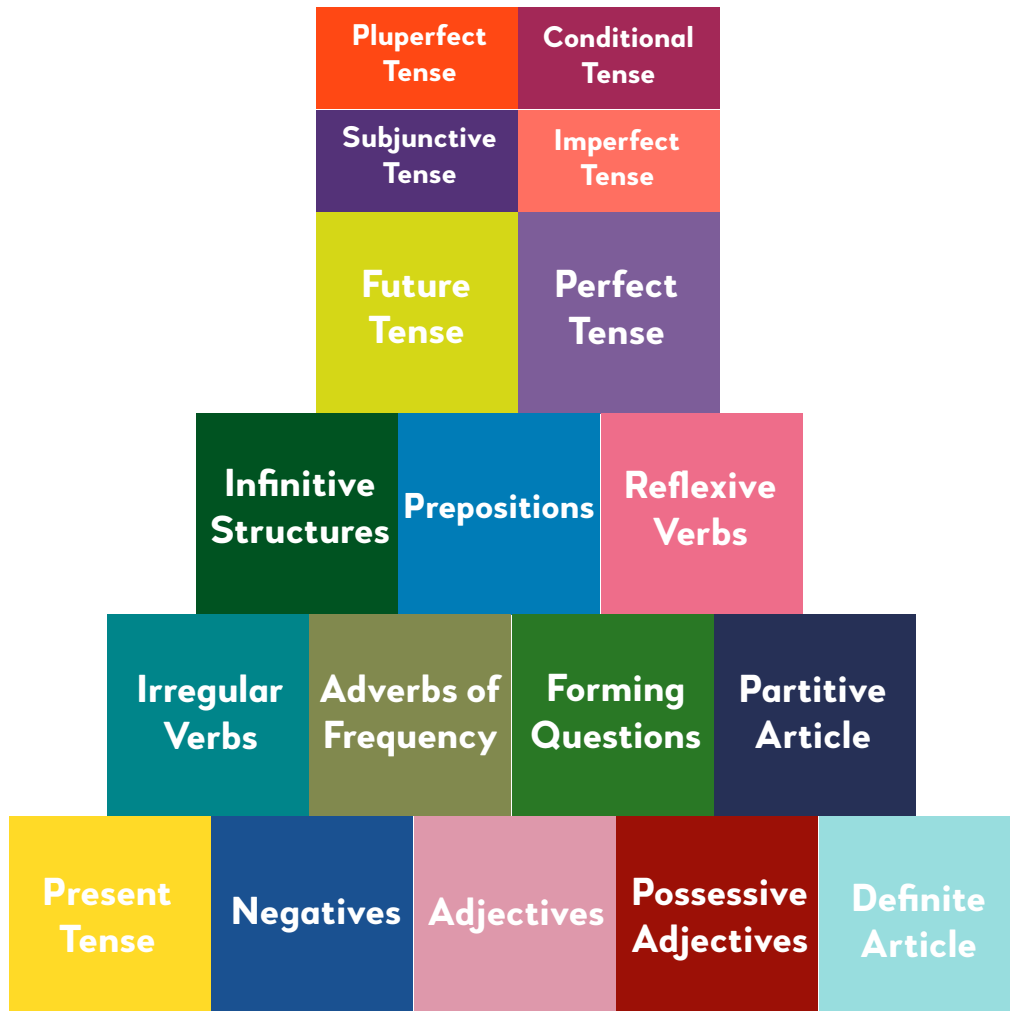 Pluperfect
Tense
Conditional
Tense
Subjunctive
Tense
Imperfect
Tense
Future
Tense
Perfect
Tense
Infinitive
Structures
Prepositions
Reflexive
Verbs
Irregular
Verbs
Adverbs of
Frequency
Forming
Questions
Partitive
Article
Present
Tense
Negatives
Adjectives
Possessive
Adjectives
Definite
Article